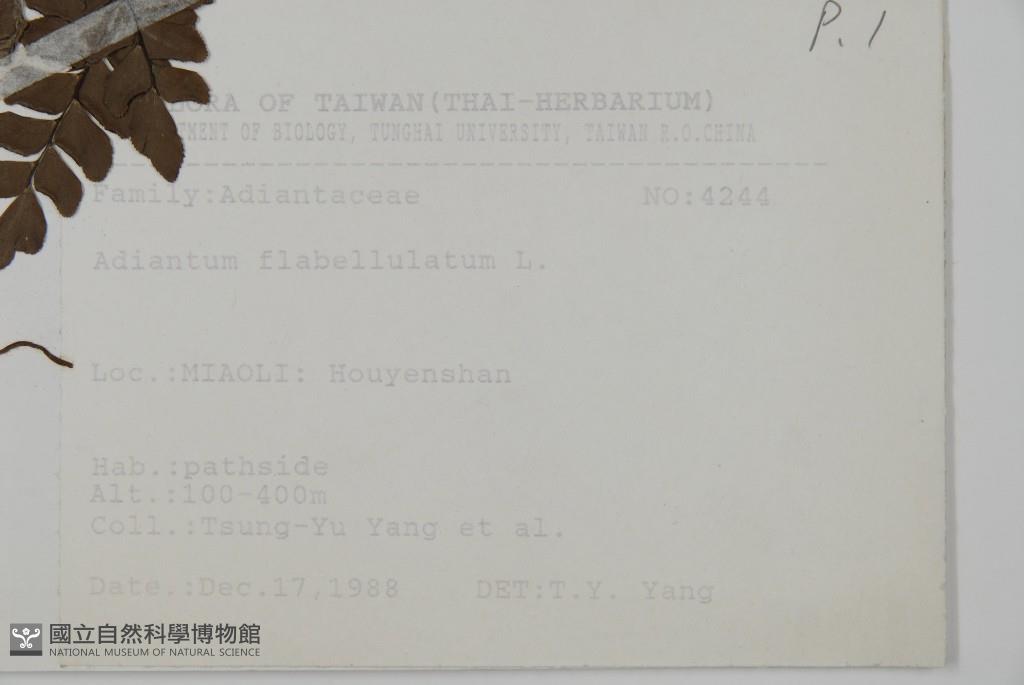 P. 1
OF TAIWAN(THAI-HERBARIUM)
OF BIOLOGY, TUNGHAI UNIVERSITY, TAIWAN R.O.CHINA
Family:Adiantaceae NO:4244
Adiantum flabellulatum L.
Loc.:MIAOLI: Houyenshan
Hab.:pathside
Alt.:100-400m
Coll.:Tsung-Yu Yang et al.
Date.:Dec.17,1988 DET:T.Y. Yang
國立自然科學博物館
NATIONAL MUSEUM OF NATURAL SCIENCE